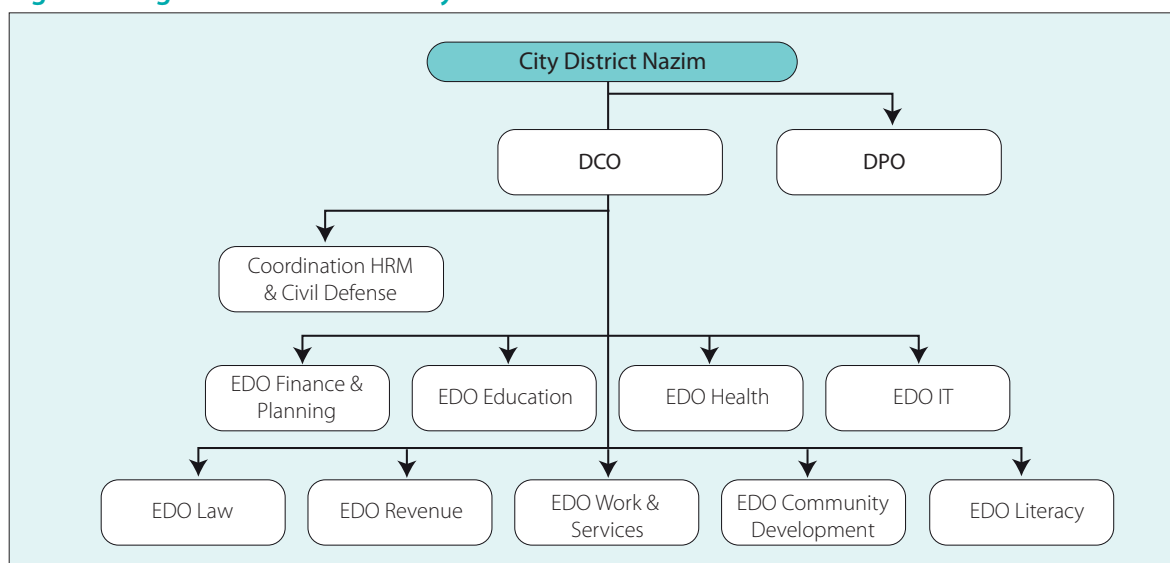 City District Nazim
DCO
DPO
Coordination HRM
& Civil Defense
EDO Finance &
Planning
EDO Education
EDO Health
EDO IT
EDO Law
EDO Revenue
EDO Work &
Services
EDO Community
Development
EDO Literacy